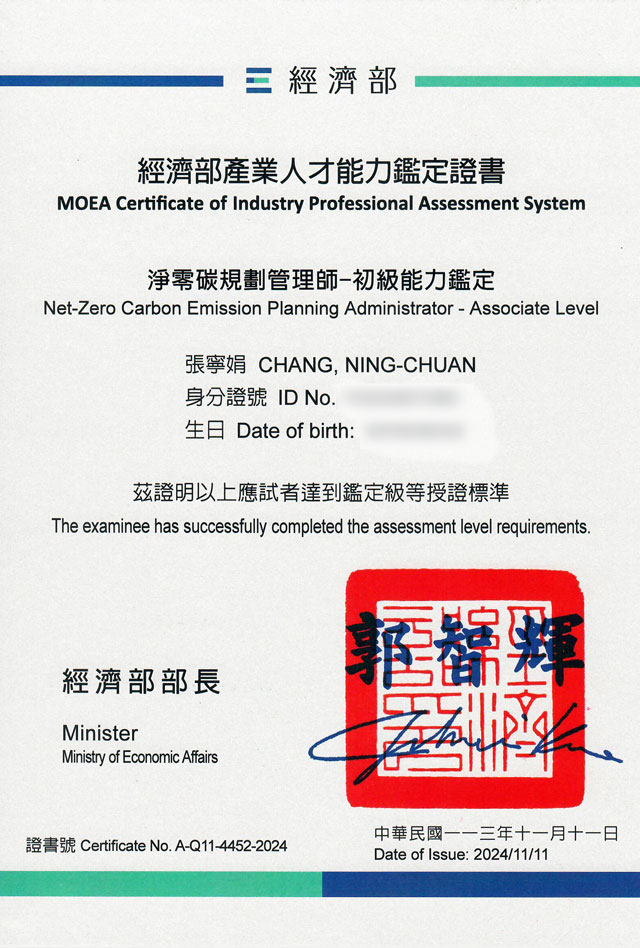 經濟部
經濟部產業人才能力鑑定證書
MOEA Certificate of Industry Professional Assessment System
淨零碳規劃管理師-初級能力鑑定
Net-Zero Carbon Emission Planning Administrator - Associate Level
張寧娟 CHANG, NING-CHUAN
身分證號 ID No.
生日 Date of birth:
茲證明以上應試者達到鑑定級等授證標準
The examinee has successfully completed the assessment level requirements.
郭智輝
經濟部部長
Minister
Ministry of Economic Affairs
證書號 Certificate No. A-Q11-4452-2024
中華民國一一三年十一月十一日
Date of Issue: 2024/11/11